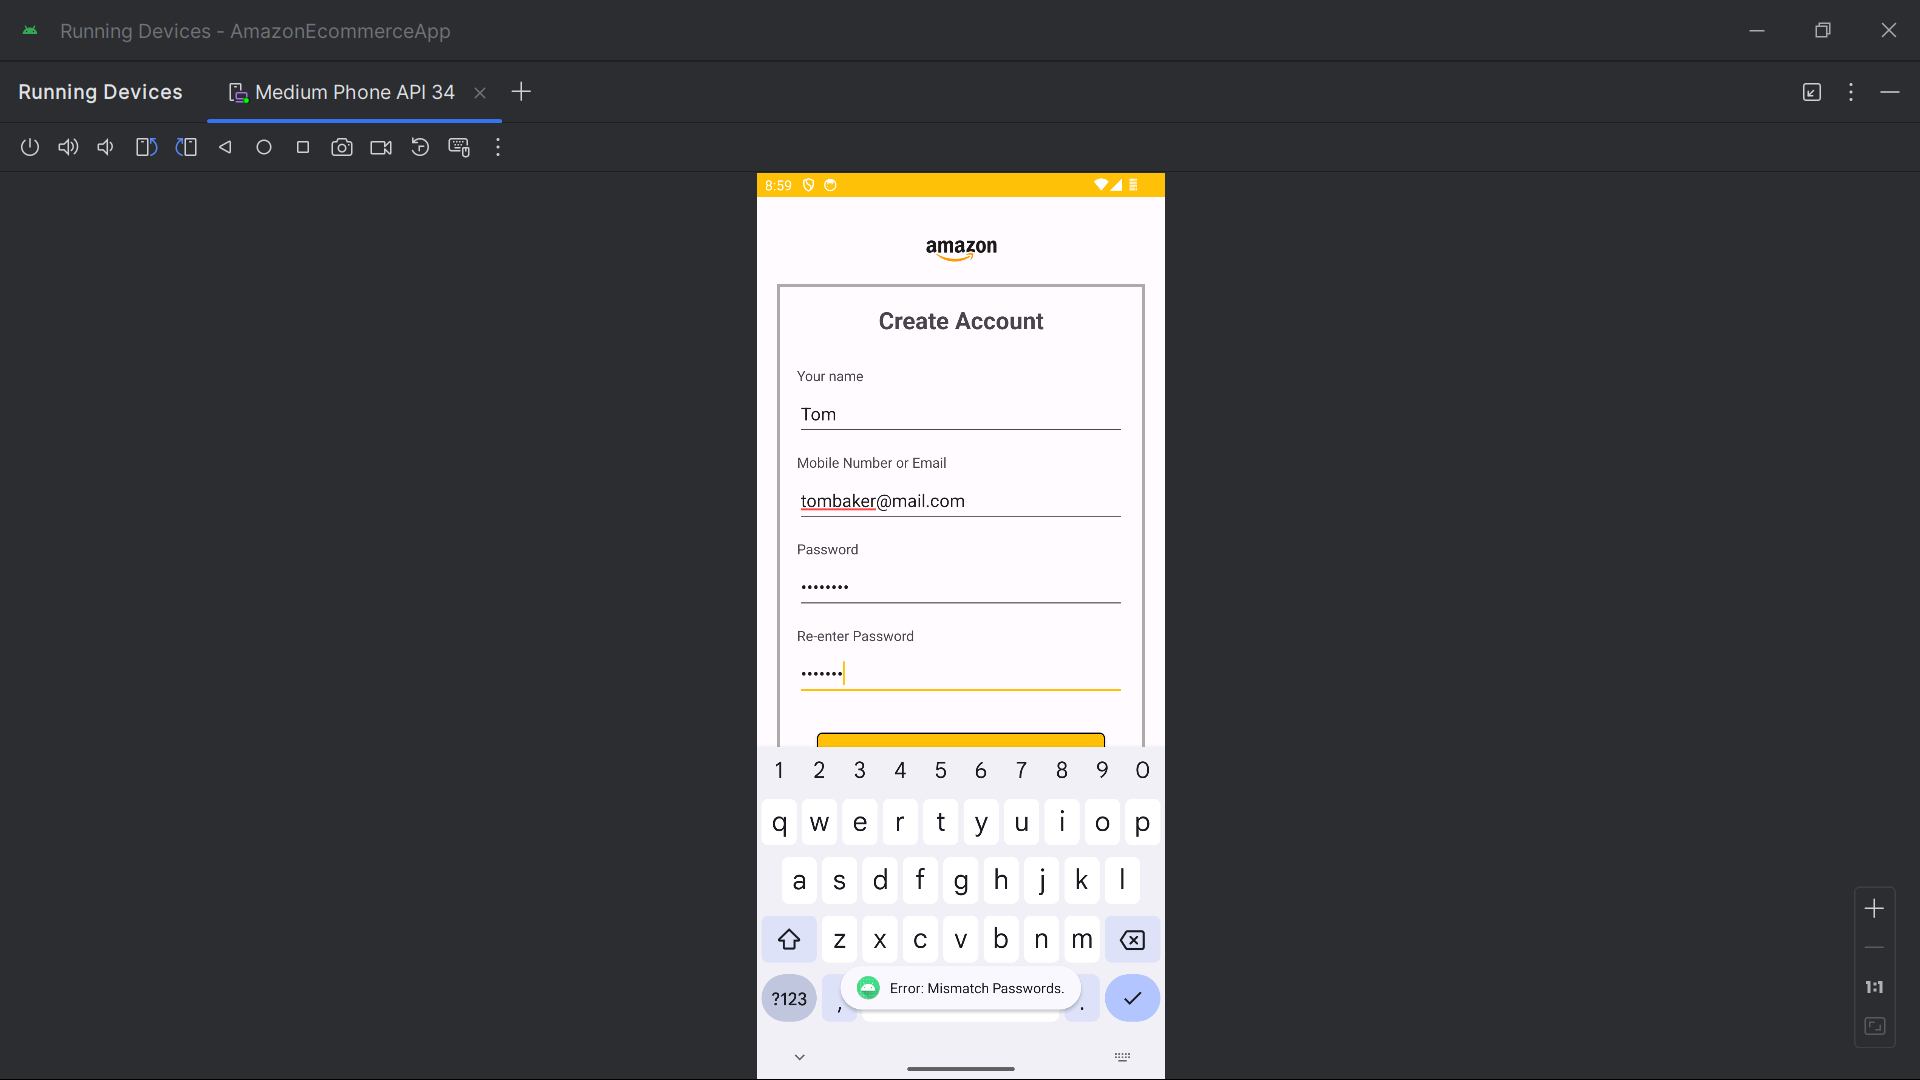 Running Devices - AmazonEcommerceApp
Running Devices
Medium Phone API 34
8:59
amazon
Create Account
Your name
Tom
Mobile Number or Email
tombaker@mail.com
Password
••••••••
Re-enter Password
•••••••
1 2 3 4 5 6 7 8 9 0
q w e r t y u i o p
a s d f g h j k l
z x c v b n m
?123 , .
Error: Mismatch Passwords.
1:1